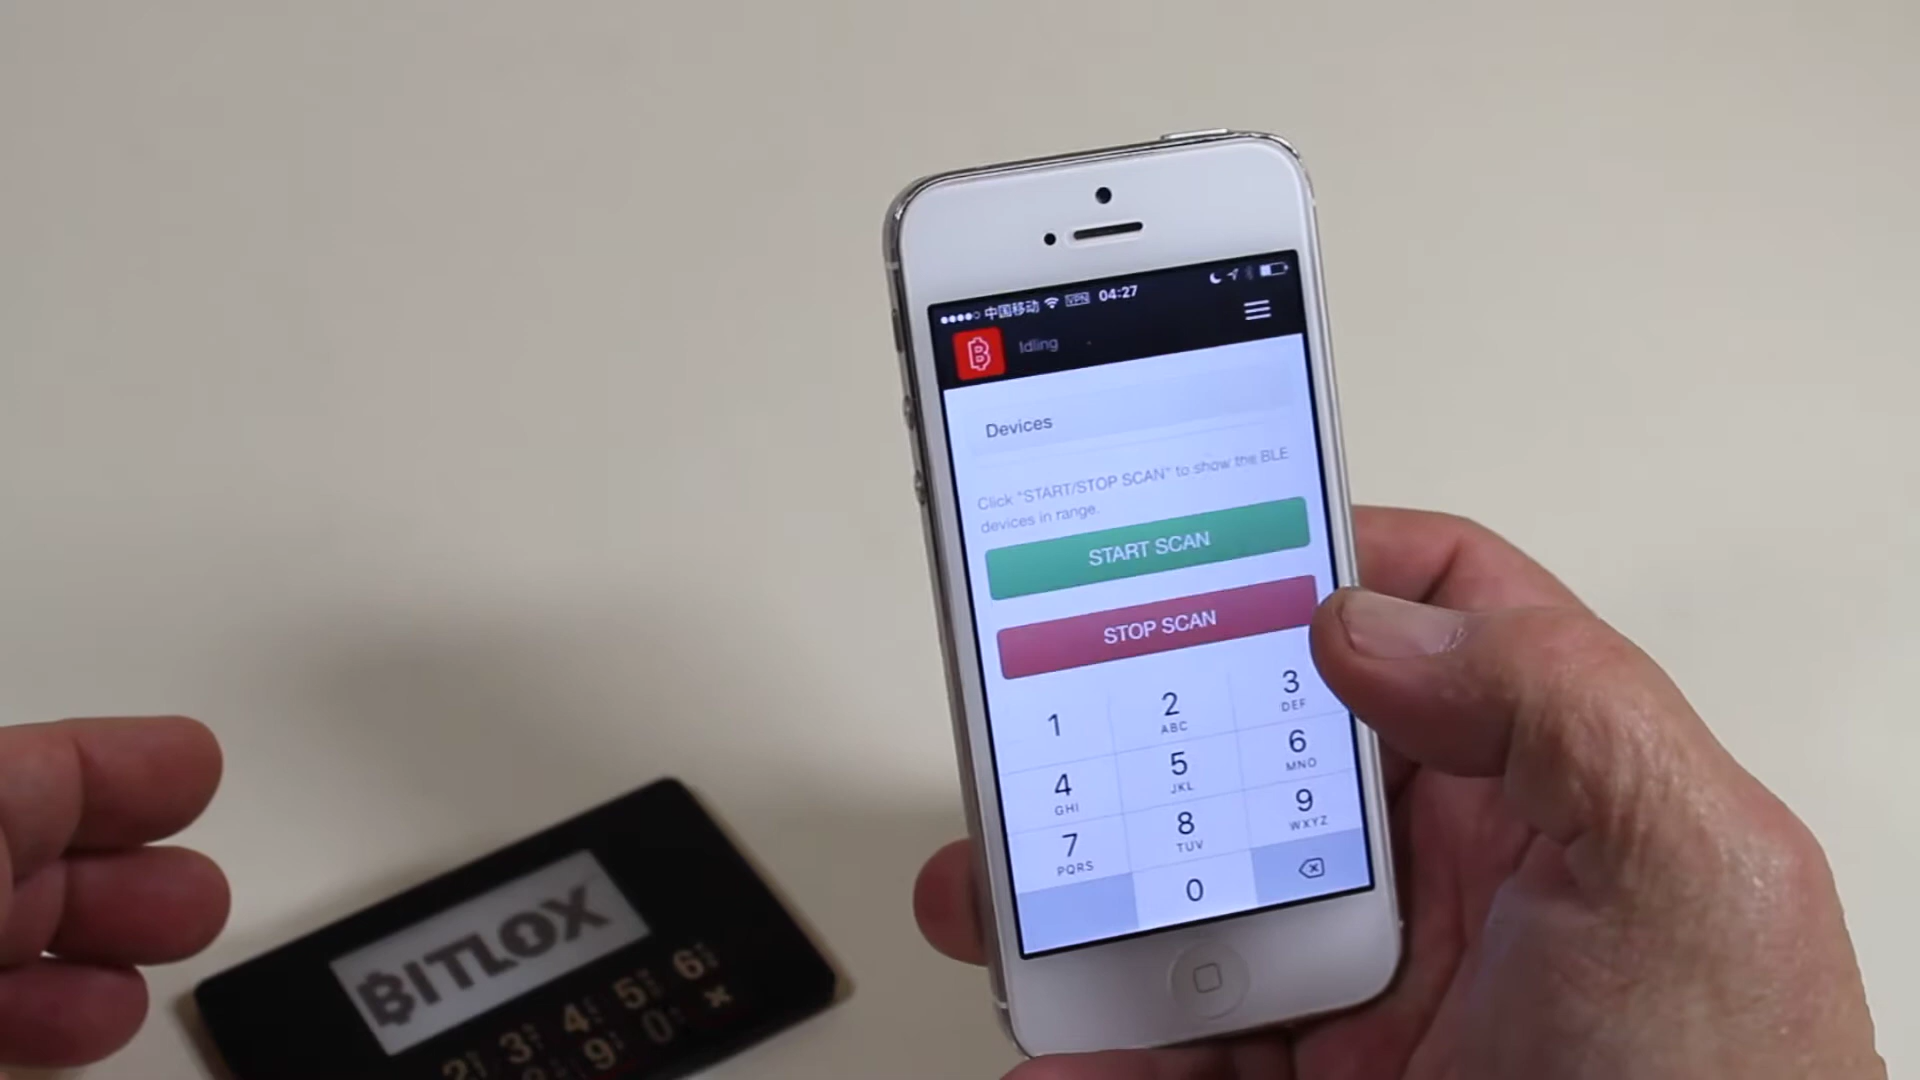 中国移动 VPN 04:27
Idling
Devices
Click "START/STOP SCAN" to show the BLE
devices in range.
START SCAN
STOP SCAN
1 2 3
ABC DEF
4 5 6
GHI JKL MNO
7 8 9
PQRS TUV WXYZ
0
BITLOX
2 3 4 5 6
9 0 X